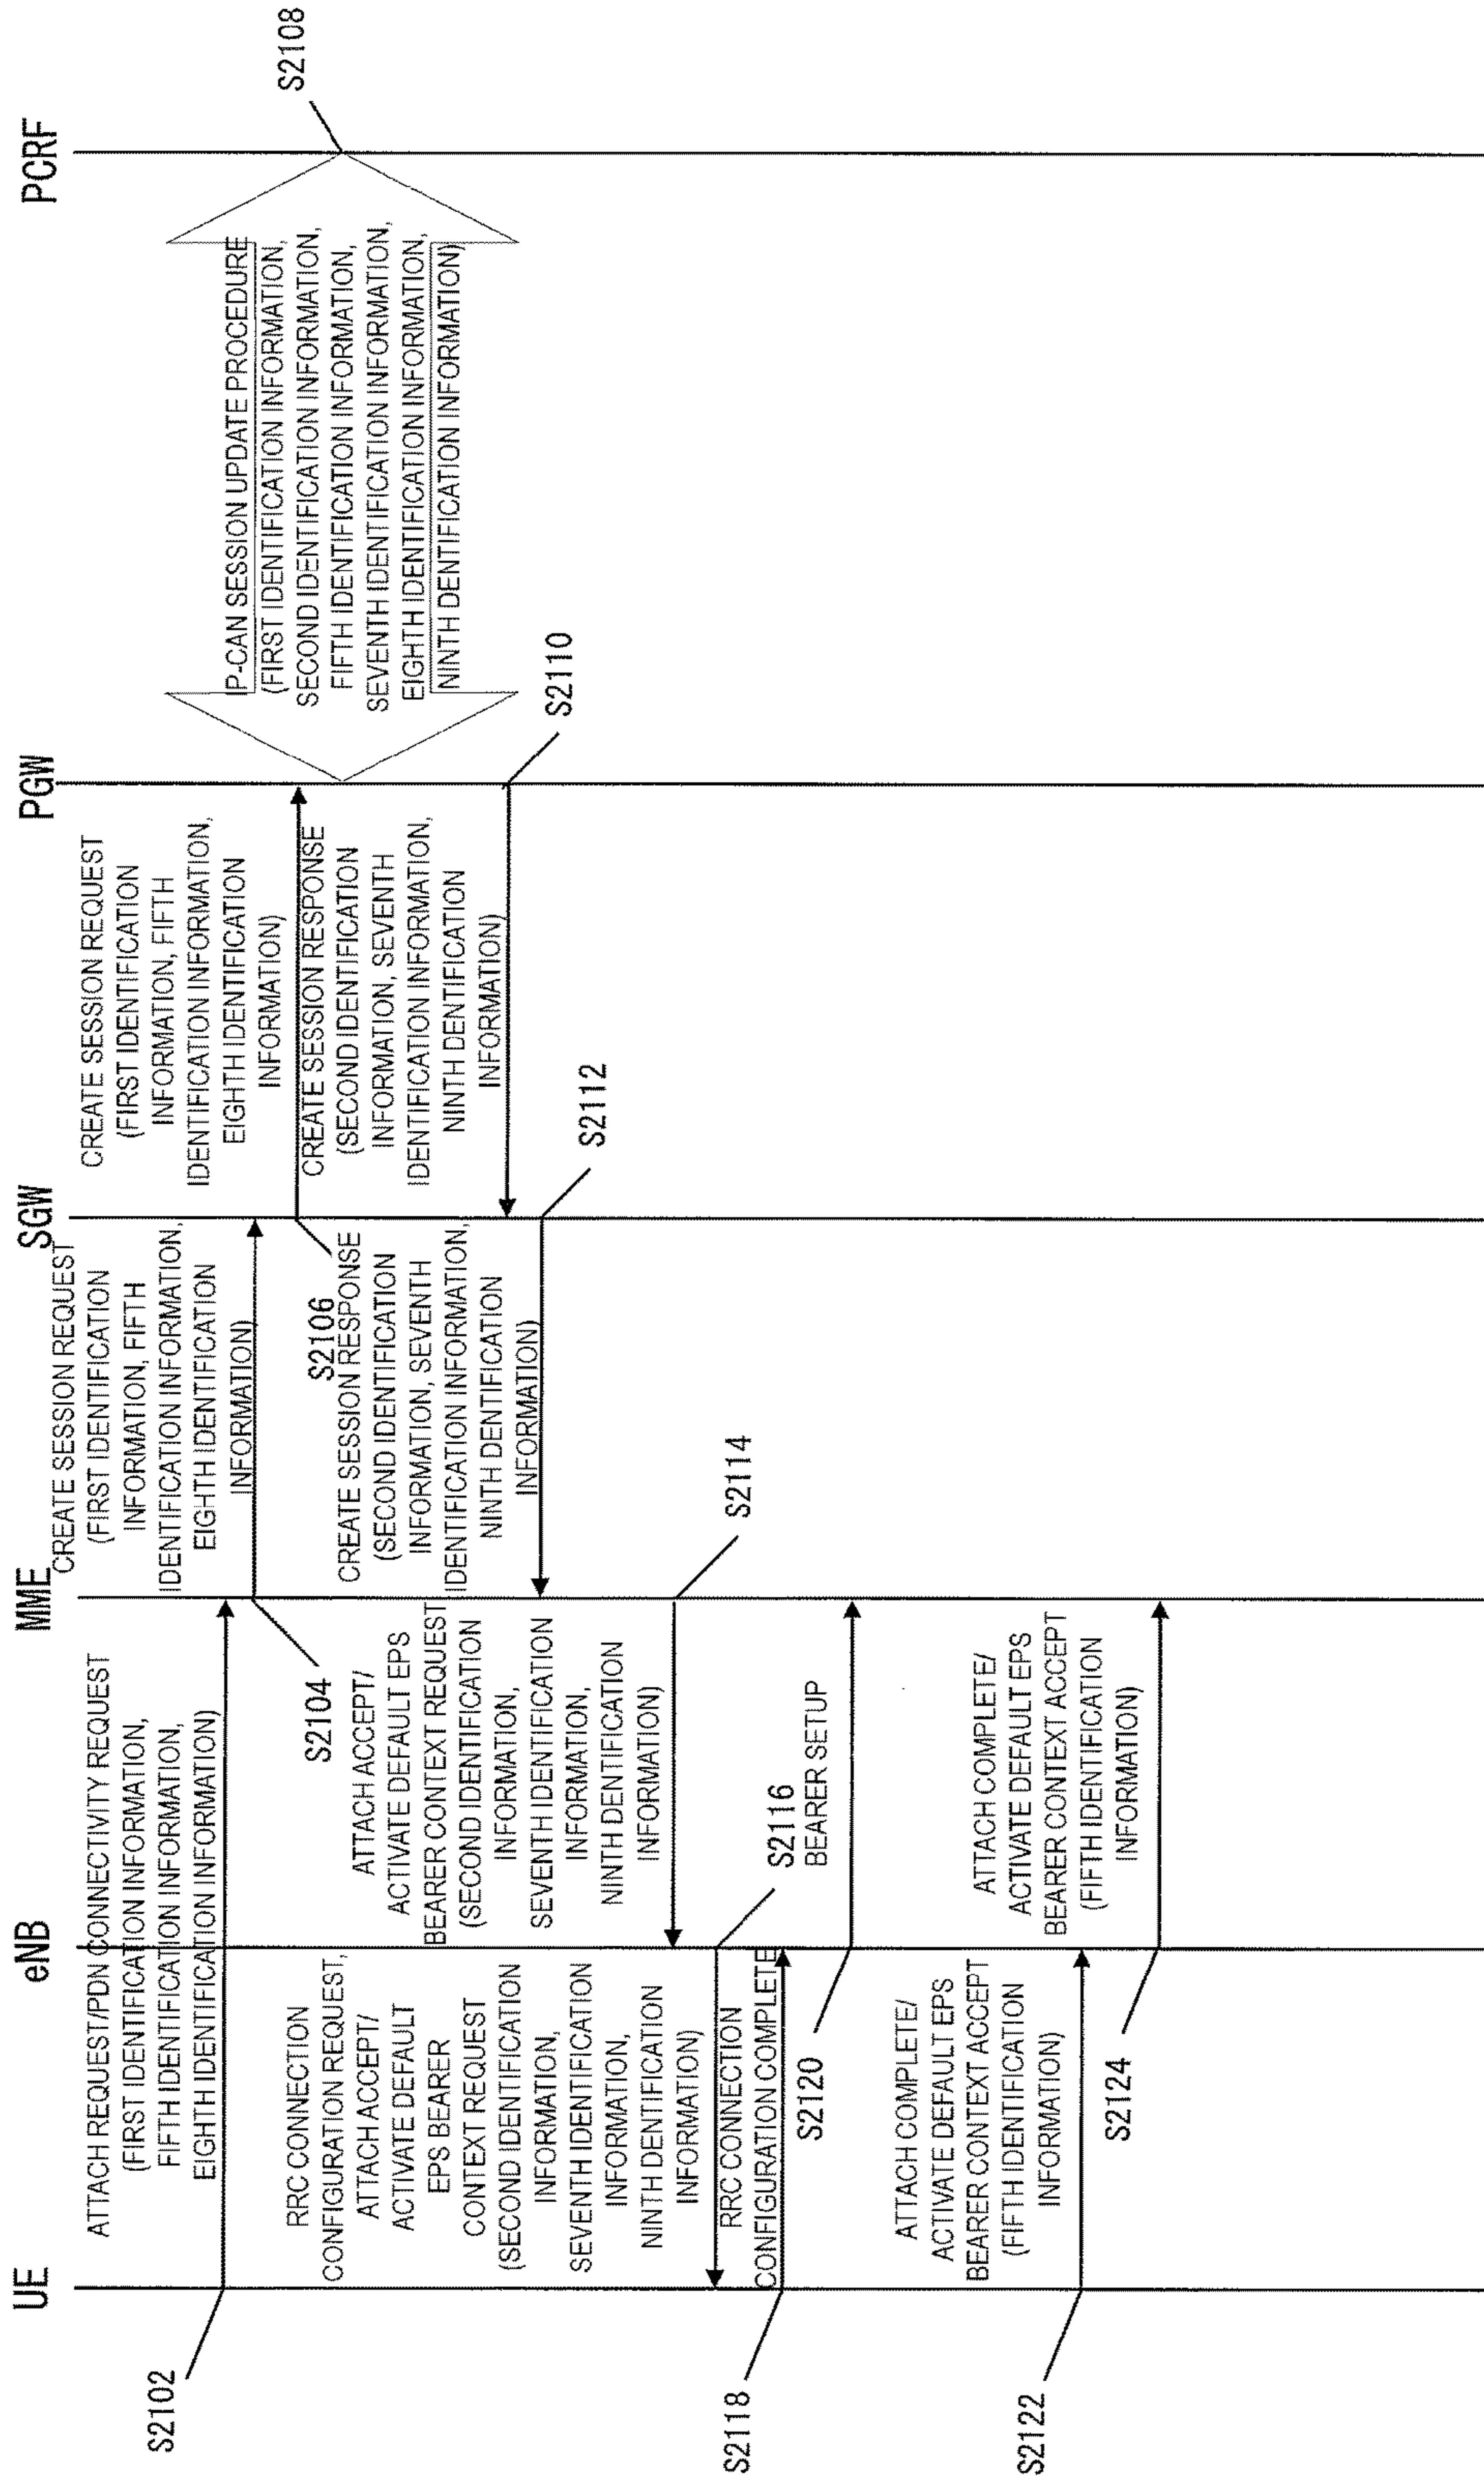 UE
eNB
MME
SGW
PGW
PCRF
S2102
ATTACH REQUEST/PDN CONNECTIVITY REQUEST
(FIRST IDENTIFICATION INFORMATION,
FIFTH IDENTIFICATION INFORMATION,
EIGHTH IDENTIFICATION INFORMATION)
S2104
CREATE SESSION REQUEST
(FIRST IDENTIFICATION
INFORMATION, FIFTH
IDENTIFICATION INFORMATION,
EIGHTH IDENTIFICATION
INFORMATION)
S2106
CREATE SESSION REQUEST
(FIRST IDENTIFICATION
INFORMATION, FIFTH
IDENTIFICATION INFORMATION,
EIGHTH IDENTIFICATION
INFORMATION)
S2108
IP-CAN SESSION UPDATE PROCEDURE
(FIRST IDENTIFICATION INFORMATION,
SECOND IDENTIFICATION INFORMATION,
FIFTH IDENTIFICATION INFORMATION,
SEVENTH IDENTIFICATION INFORMATION,
EIGHTH IDENTIFICATION INFORMATION,
NINTH DENTIFICATION INFORMATION)
S2110
CREATE SESSION RESPONSE
(SECOND IDENTIFICATION
INFORMATION, SEVENTH
IDENTIFICATION INFORMATION,
NINTH DENTIFICATION
INFORMATION)
S2112
CREATE SESSION RESPONSE
(SECOND IDENTIFICATION
INFORMATION, SEVENTH
IDENTIFICATION INFORMATION,
NINTH DENTIFICATION
INFORMATION)
S2114
ATTACH ACCEPT/
ACTIVATE DEFAULT EPS
BEARER CONTEXT REQUEST
(SECOND IDENTIFICATION
INFORMATION,
SEVENTH IDENTIFICATION
INFORMATION,
NINTH DENTIFICATION
INFORMATION)
S2116
RRC CONNECTION
CONFIGURATION REQUEST,
ATTACH ACCEPT/
ACTIVATE DEFAULT
EPS BEARER
CONTEXT REQUEST
(SECOND IDENTIFICATION
INFORMATION,
SEVENTH IDENTIFICATION
INFORMATION,
NINTH DENTIFICATION
INFORMATION)
S2118
RRC CONNECTION
CONFIGURATION COMPLETE
S2120
BEARER SETUP
S2122
ATTACH COMPLETE/
ACTIVATE DEFAULT EPS
BEARER CONTEXT ACCEPT
(FIFTH IDENTIFICATION
INFORMATION)
S2124
ATTACH COMPLETE/
ACTIVATE DEFAULT EPS
BEARER CONTEXT ACCEPT
(FIFTH IDENTIFICATION
INFORMATION)